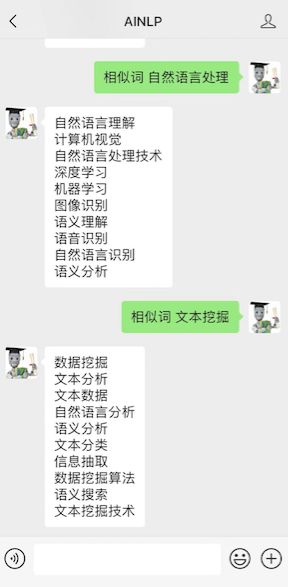 AINLP
相似词 自然语言处理
自然语言理解
计算机视觉
自然语言处理技术
深度学习
机器学习
图像识别
语义理解
语音识别
自然语言识别
语义分析
相似词 文本挖掘
数据挖掘
文本分析
文本数据
自然语言分析
语义分析
文本分类
信息抽取
数据挖掘算法
语义搜索
文本挖掘技术